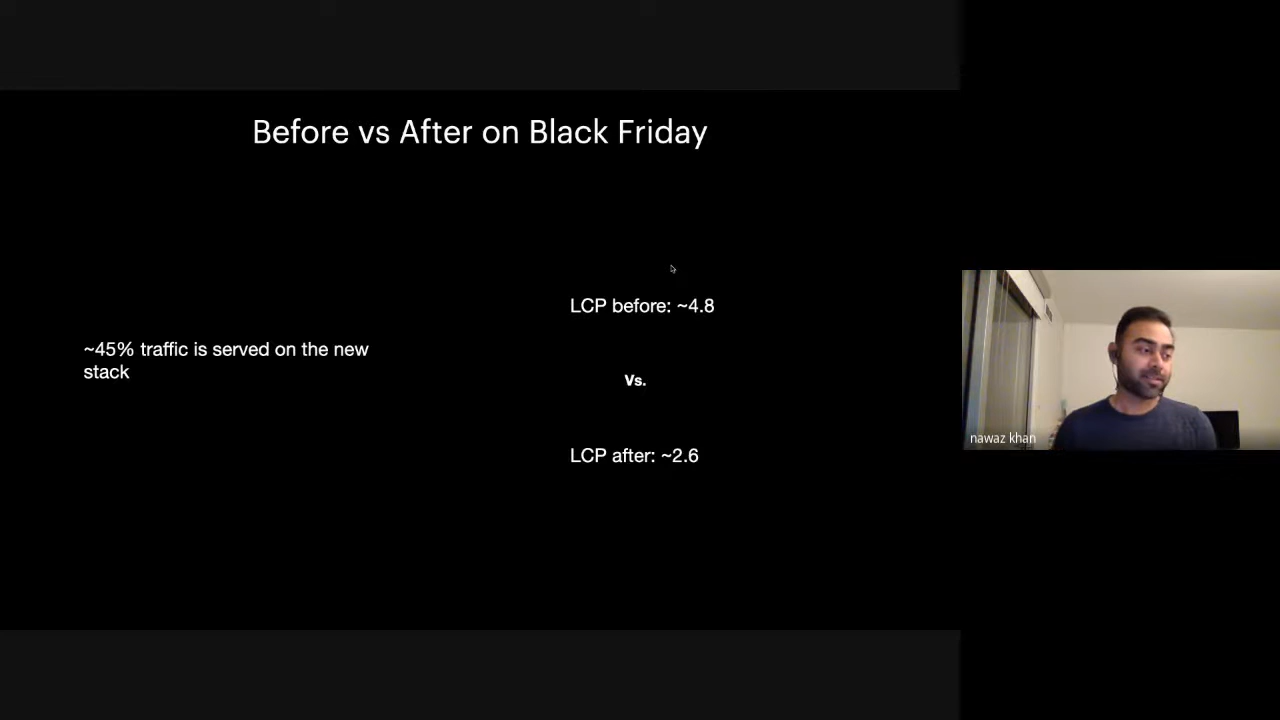 Before vs After on Black Friday
LCP before: ~4.8
~45% traffic is served on the new
stack
Vs.
LCP after: ~2.6
nawaz khan